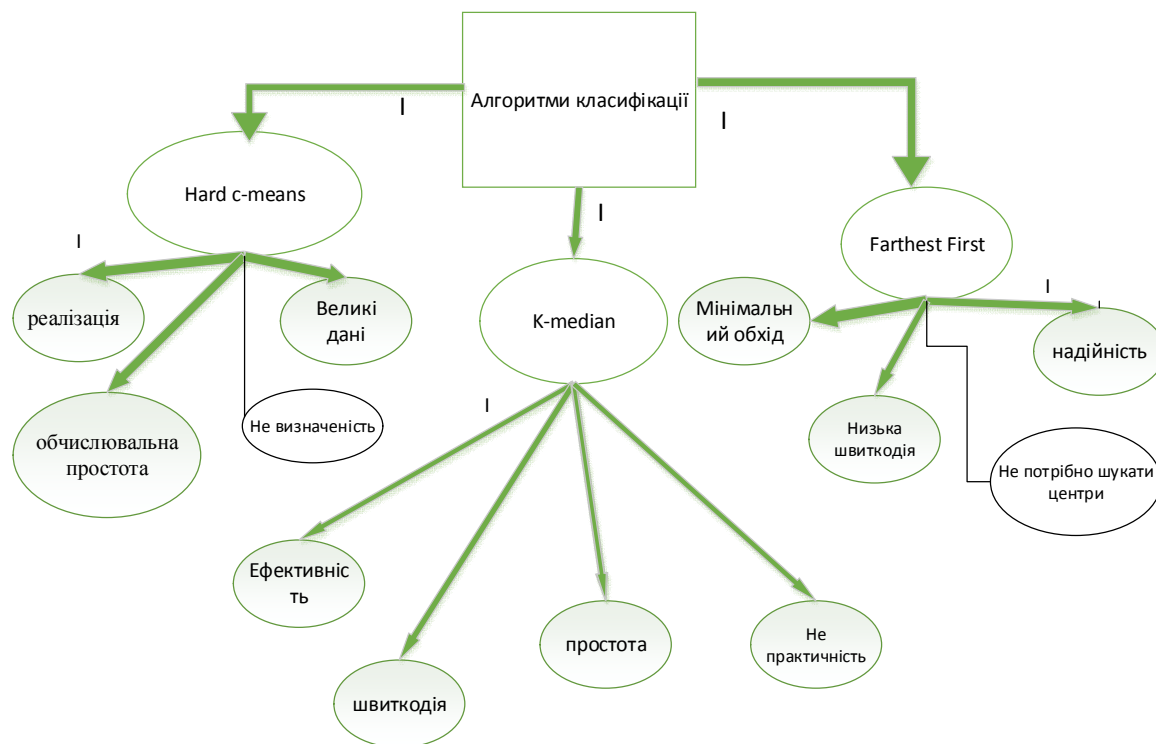 Алгоритми класифікації
I
I
I
Hard c-means
K-median
Farthest First
I
реалізація
обчислювальна
простота
Великі
дані
Не визначеність
I
Ефективніс
ть
швиткодія
простота
Не
практичність
Мінімальн
ий обхід
Низька
швиткодія
I
надійність
Не потрібно шукати
центри